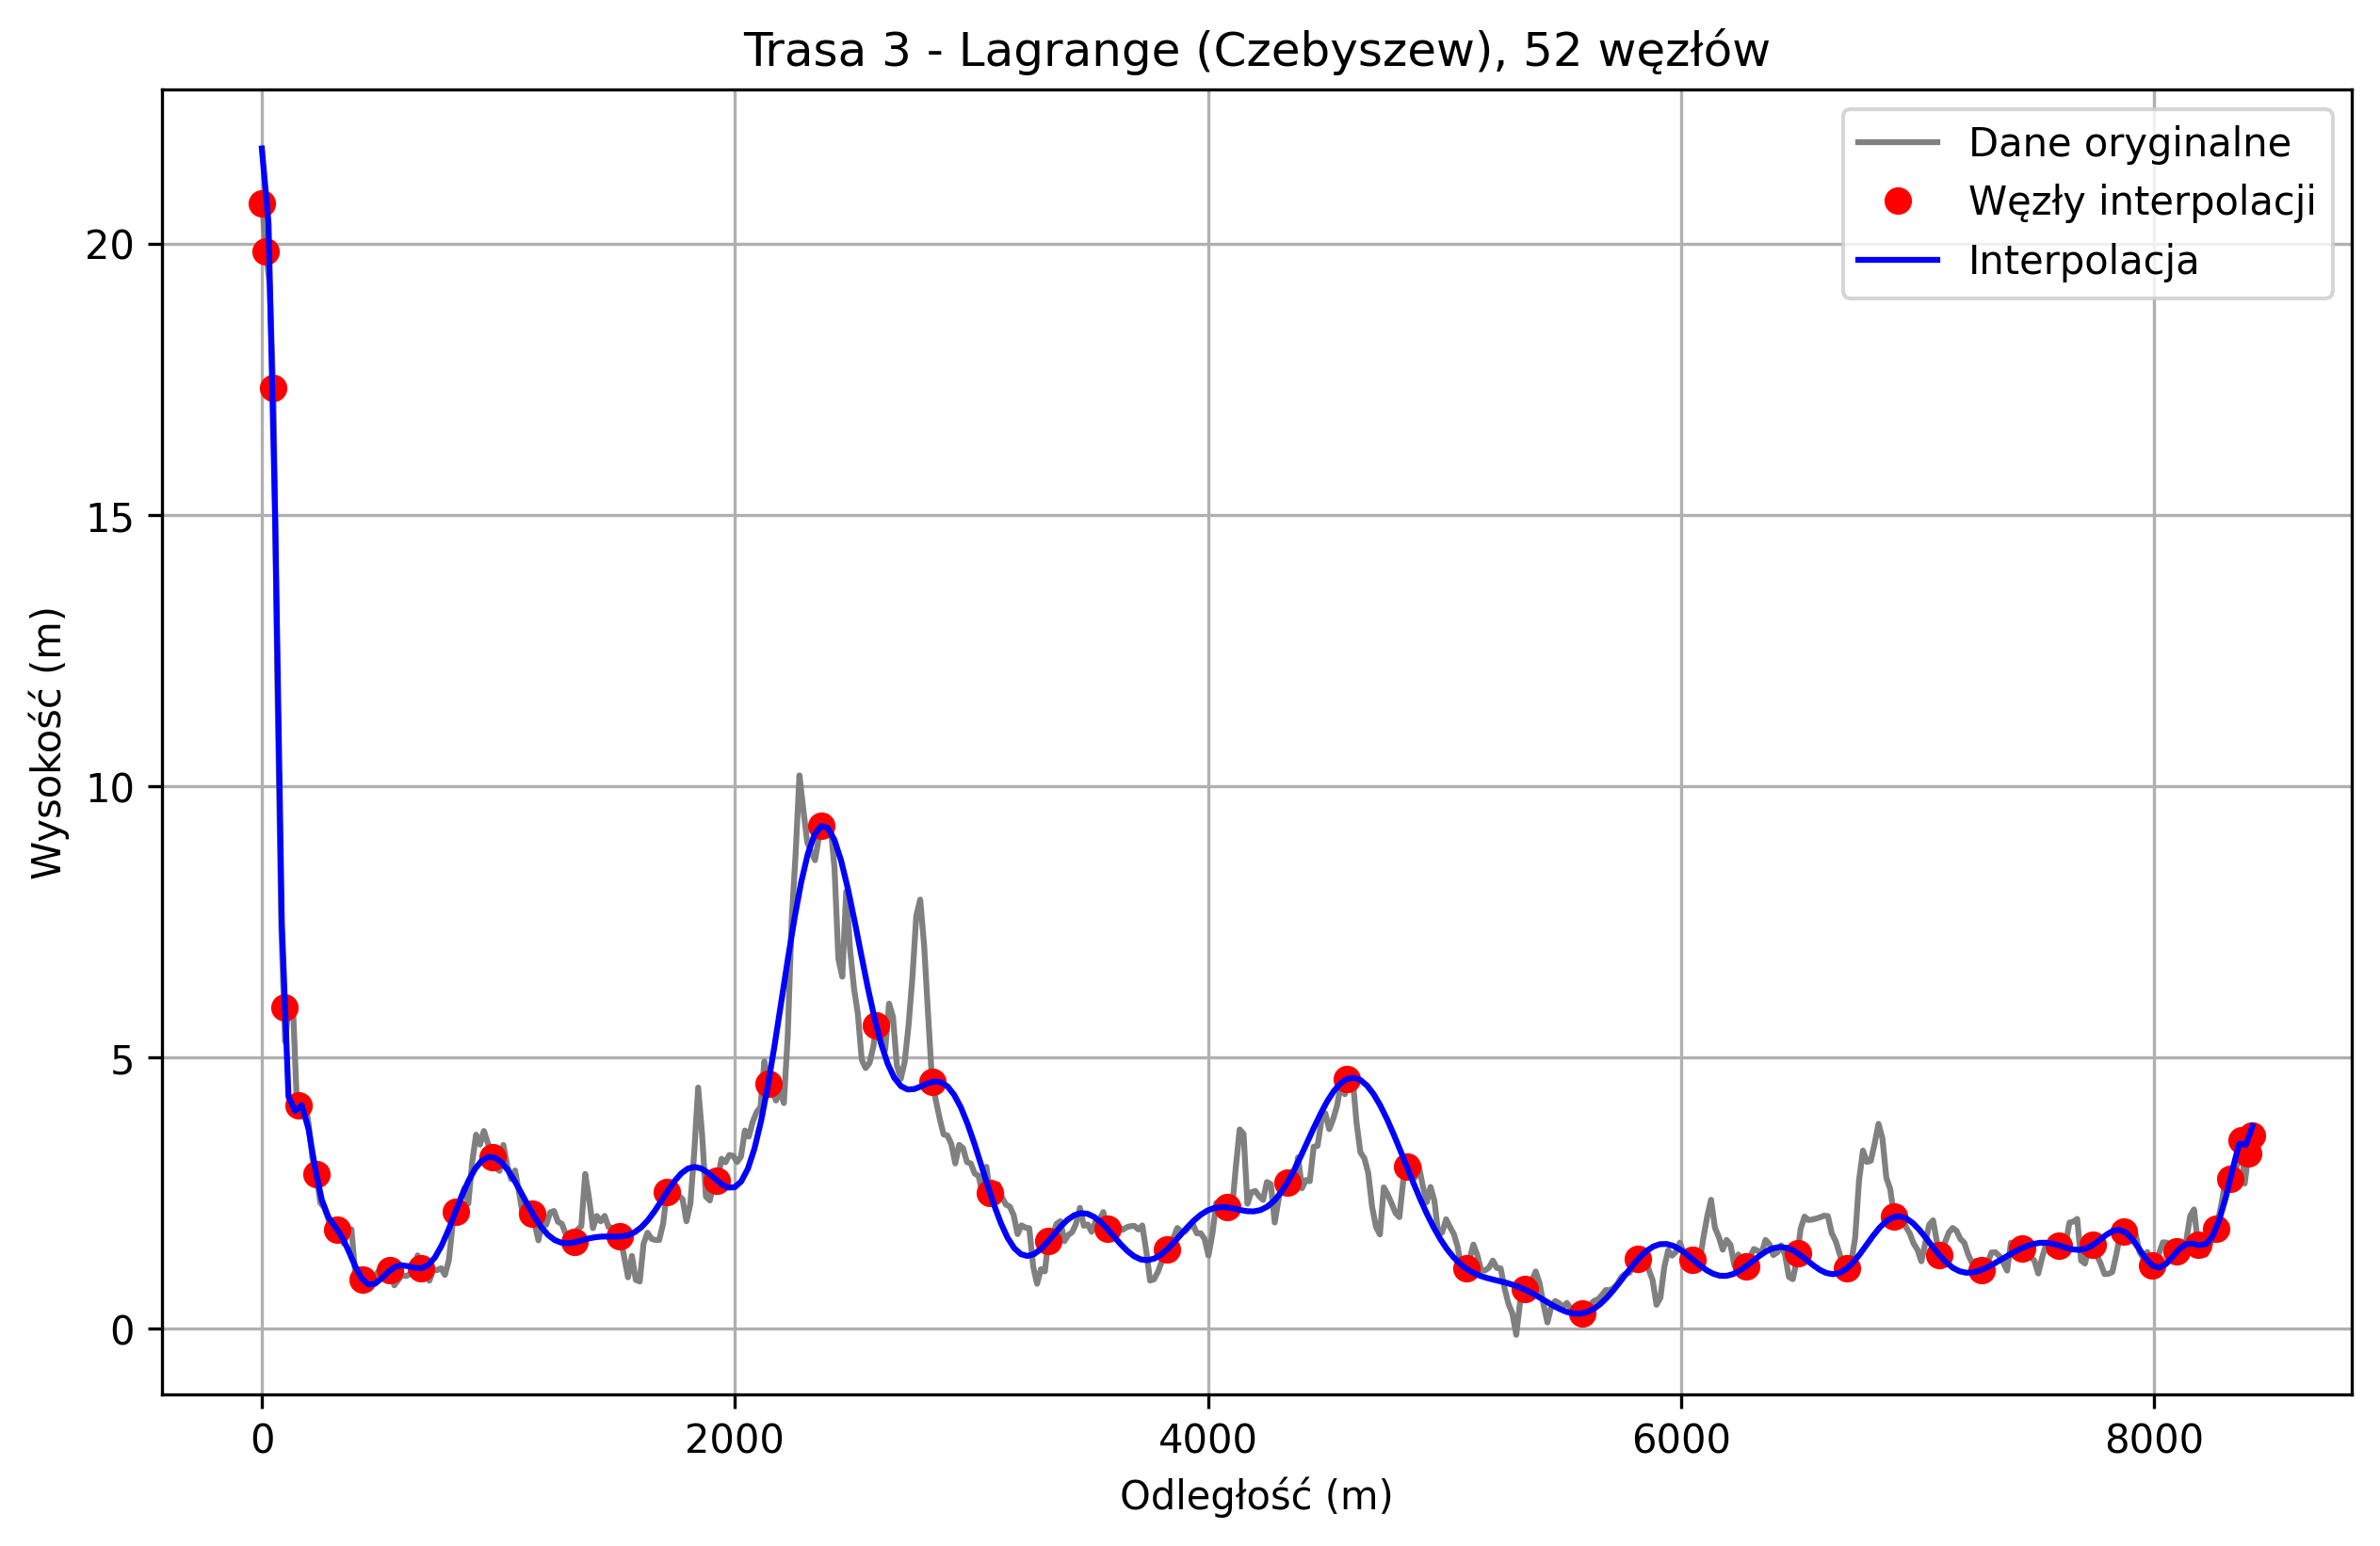 Trasa 3 - Lagrange (Czebyszew), 52 węzłów
Dane oryginalne
Węzły interpolacji
Interpolacja
Wysokość (m)
20
15
10
5
0
0 2000 4000 6000 8000
Odległość (m)